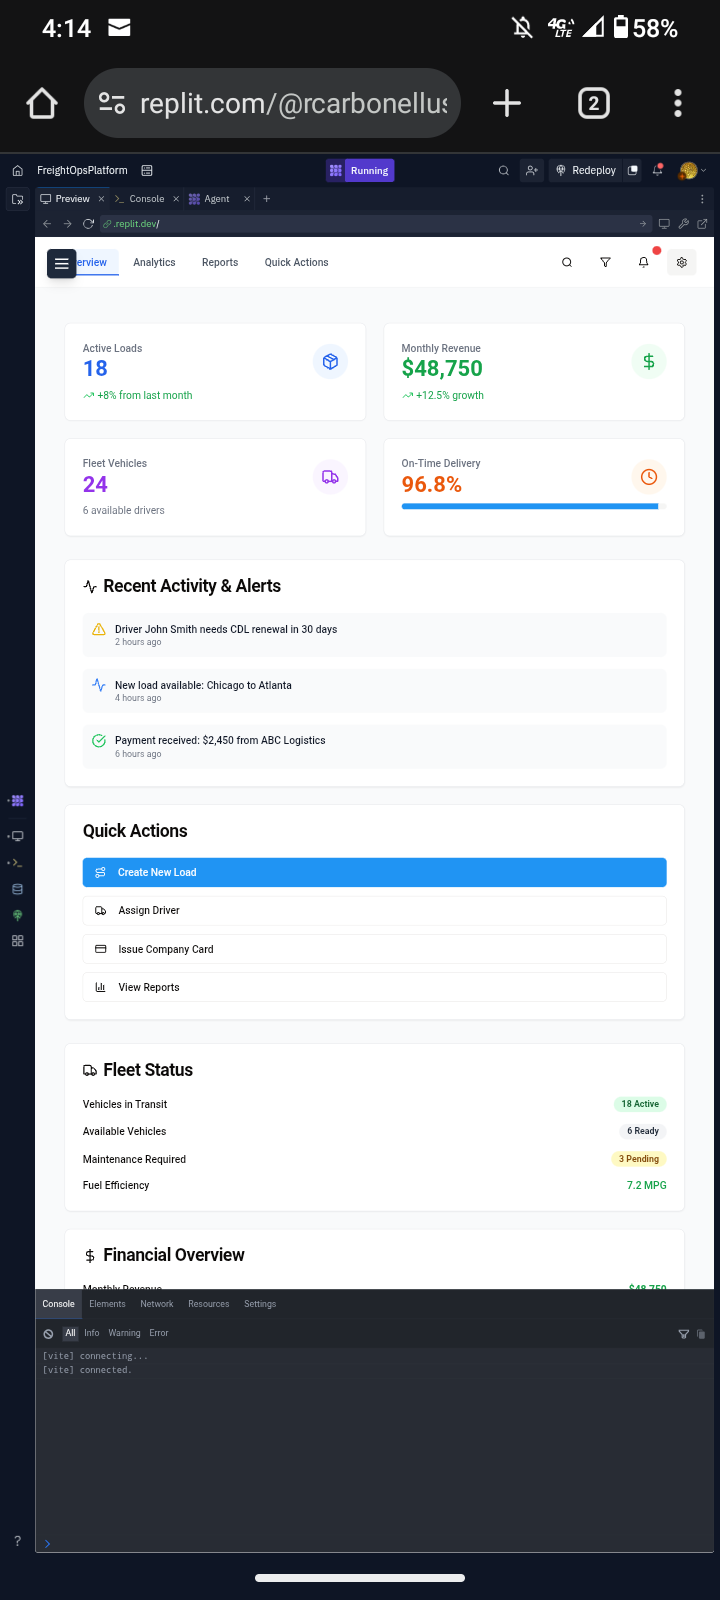 4:14
4G
LTE
58%
replit.com/@rcarbonellus
2
FreightOpsPlatform
Running
Redeploy
Preview
Console
Agent
.replit.dev/
erview
Analytics
Reports
Quick Actions
Active Loads
18
+8% from last month
Monthly Revenue
$48,750
+12.5% growth
Fleet Vehicles
24
6 available drivers
On-Time Delivery
96.8%
Recent Activity & Alerts
Driver John Smith needs CDL renewal in 30 days
2 hours ago
New load available: Chicago to Atlanta
4 hours ago
Payment received: $2,450 from ABC Logistics
6 hours ago
Quick Actions
Create New Load
Assign Driver
Issue Company Card
View Reports
Fleet Status
Vehicles in Transit 18 Active
Available Vehicles 6 Ready
Maintenance Required 3 Pending
Fuel Efficiency 7.2 MPG
Financial Overview
Monthly Revenue $48,750
Console Elements Network Resources Settings
All Info Warning Error
[vite] connecting...
[vite] connected.
?